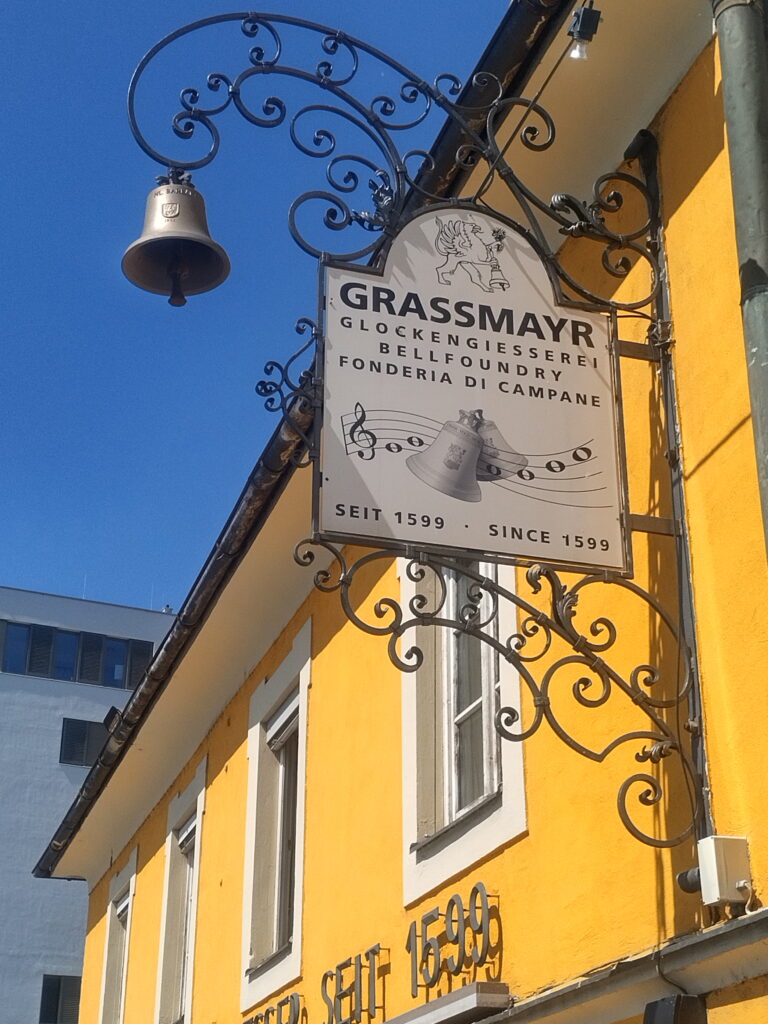 GRASSMAYR
GLOCKENGIESSEREI
BELLFOUNDRY
FONDERIA DI CAMPANE
SEIT 1599 · SINCE 1599
SEIT 1599